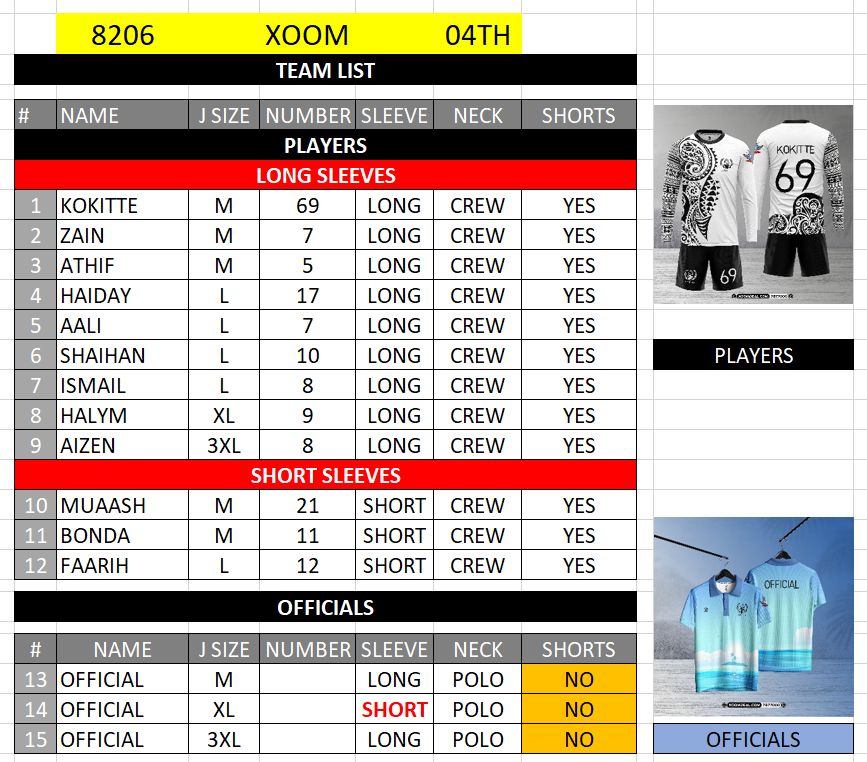 8206 XOOM 04TH
TEAM LIST
# NAME J SIZE NUMBER SLEEVE NECK SHORTS
PLAYERS
LONG SLEEVES
1 KOKITTE M 69 LONG CREW YES
2 ZAIN M 7 LONG CREW YES
3 ATHIF M 5 LONG CREW YES
4 HAIDAY L 17 LONG CREW YES
5 AALI L 7 LONG CREW YES
6 SHAIHAN L 10 LONG CREW YES
7 ISMAIL L 8 LONG CREW YES
8 HALYM XL 9 LONG CREW YES
9 AIZEN 3XL 8 LONG CREW YES
SHORT SLEEVES
10 MUAASH M 21 SHORT CREW YES
11 BONDA M 11 SHORT CREW YES
12 FAARIH L 12 SHORT CREW YES
OFFICIALS
# NAME J SIZE NUMBER SLEEVE NECK SHORTS
13 OFFICIAL M LONG POLO NO
14 OFFICIAL XL SHORT POLO NO
15 OFFICIAL 3XL LONG POLO NO
KOKITTE
69
69
PLAYERS
OFFICIAL
OFFICIALS